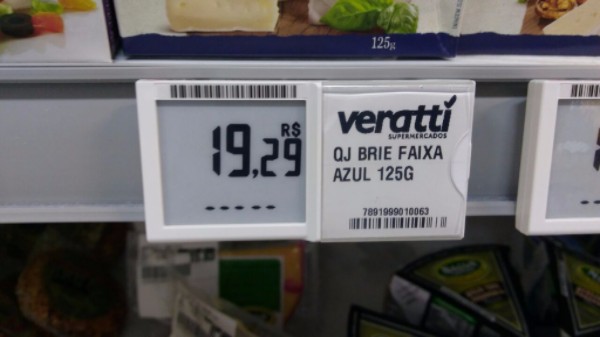 125g
R$
19,29
veratti
SUPERMERCADOS
QJ BRIE FAIXA
AZUL 125G
7891999010063